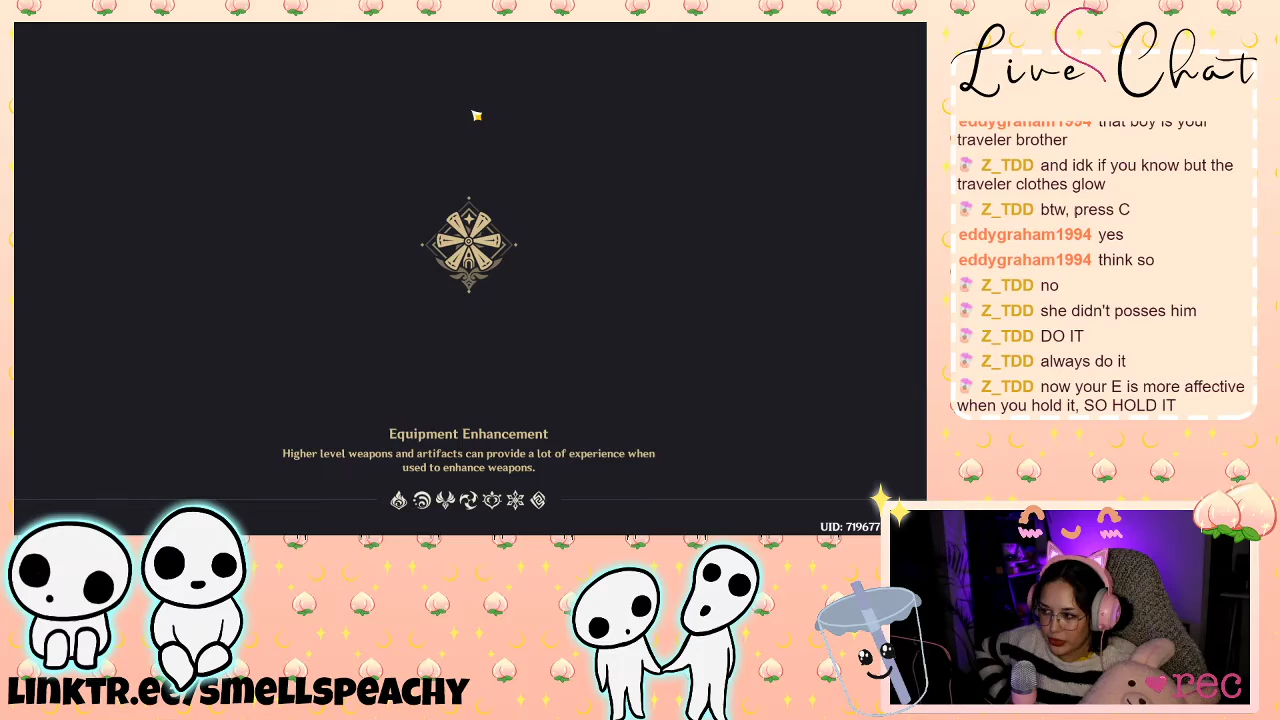 Live Chat
eddygraham1994 that boy is your
traveler brother
Z_TDD and idk if you know but the
traveler clothes glow
Z_TDD btw, press C
eddygraham1994 yes
eddygraham1994 think so
Z_TDD no
Z_TDD she didn't posses him
Z_TDD DO IT
Z_TDD always do it
Z_TDD now your E is more affective
when you hold it, SO HOLD IT
Equipment Enhancement
Higher level weapons and artifacts can provide a lot of experience when
used to enhance weapons.
UID: 719677
rec
LINKTR.ee/SMELLSPEACHY